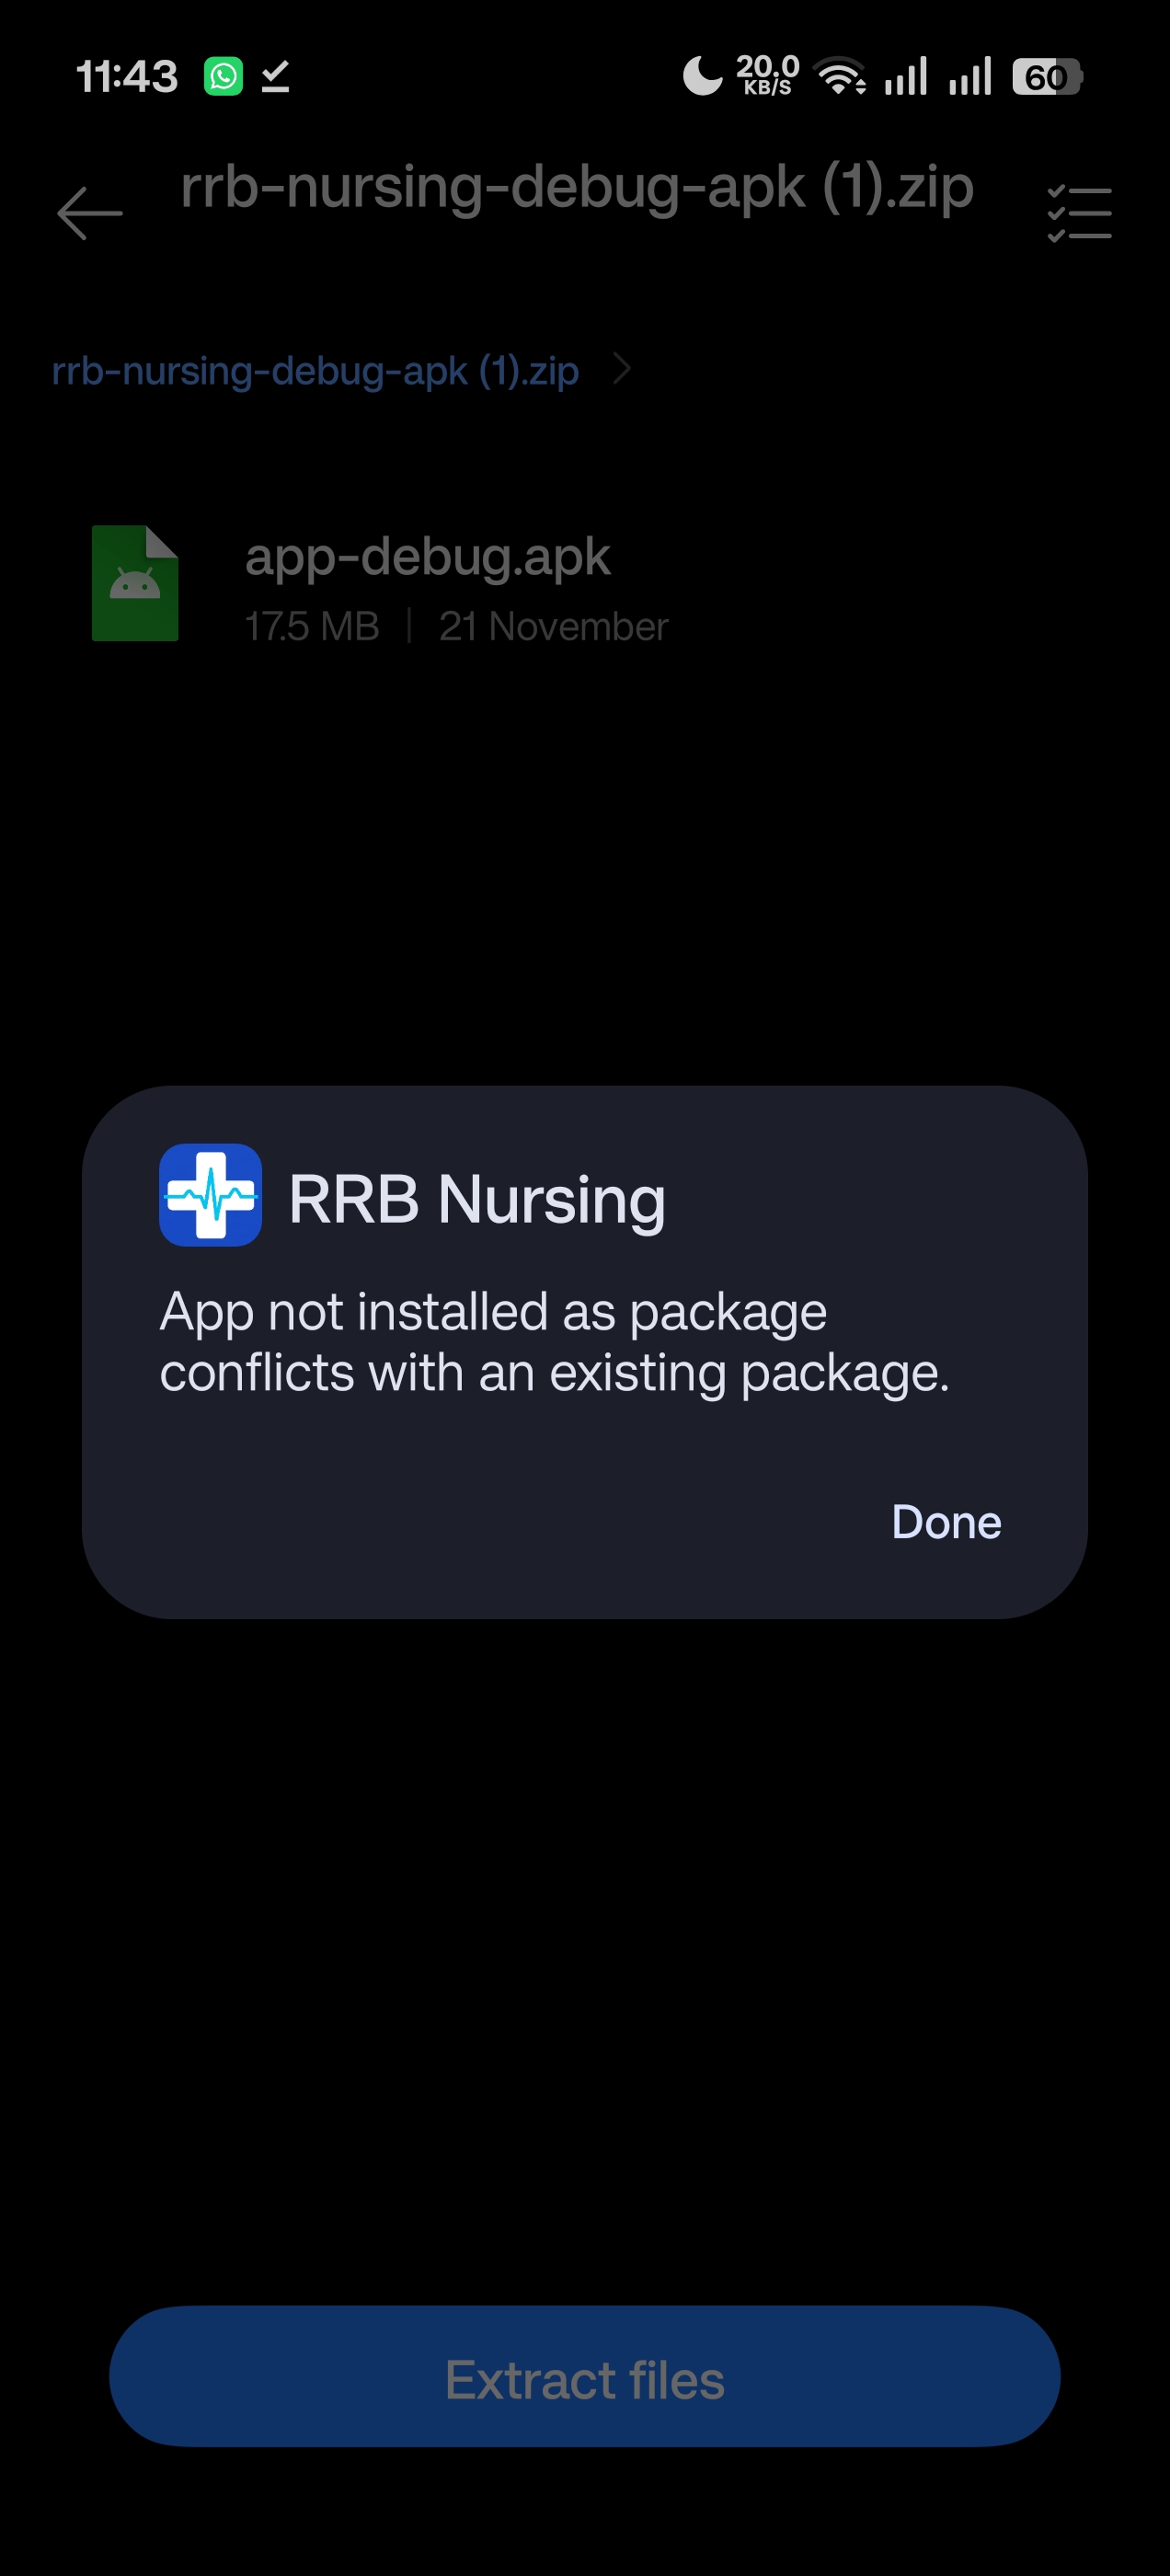 11:43
20.0
KB/S
60
rrb-nursing-debug-apk (1).zip
rrb-nursing-debug-apk (1).zip
app-debug.apk
17.5 MB | 21 November
RRB Nursing
App not installed as package
conflicts with an existing package.
Done
Extract files